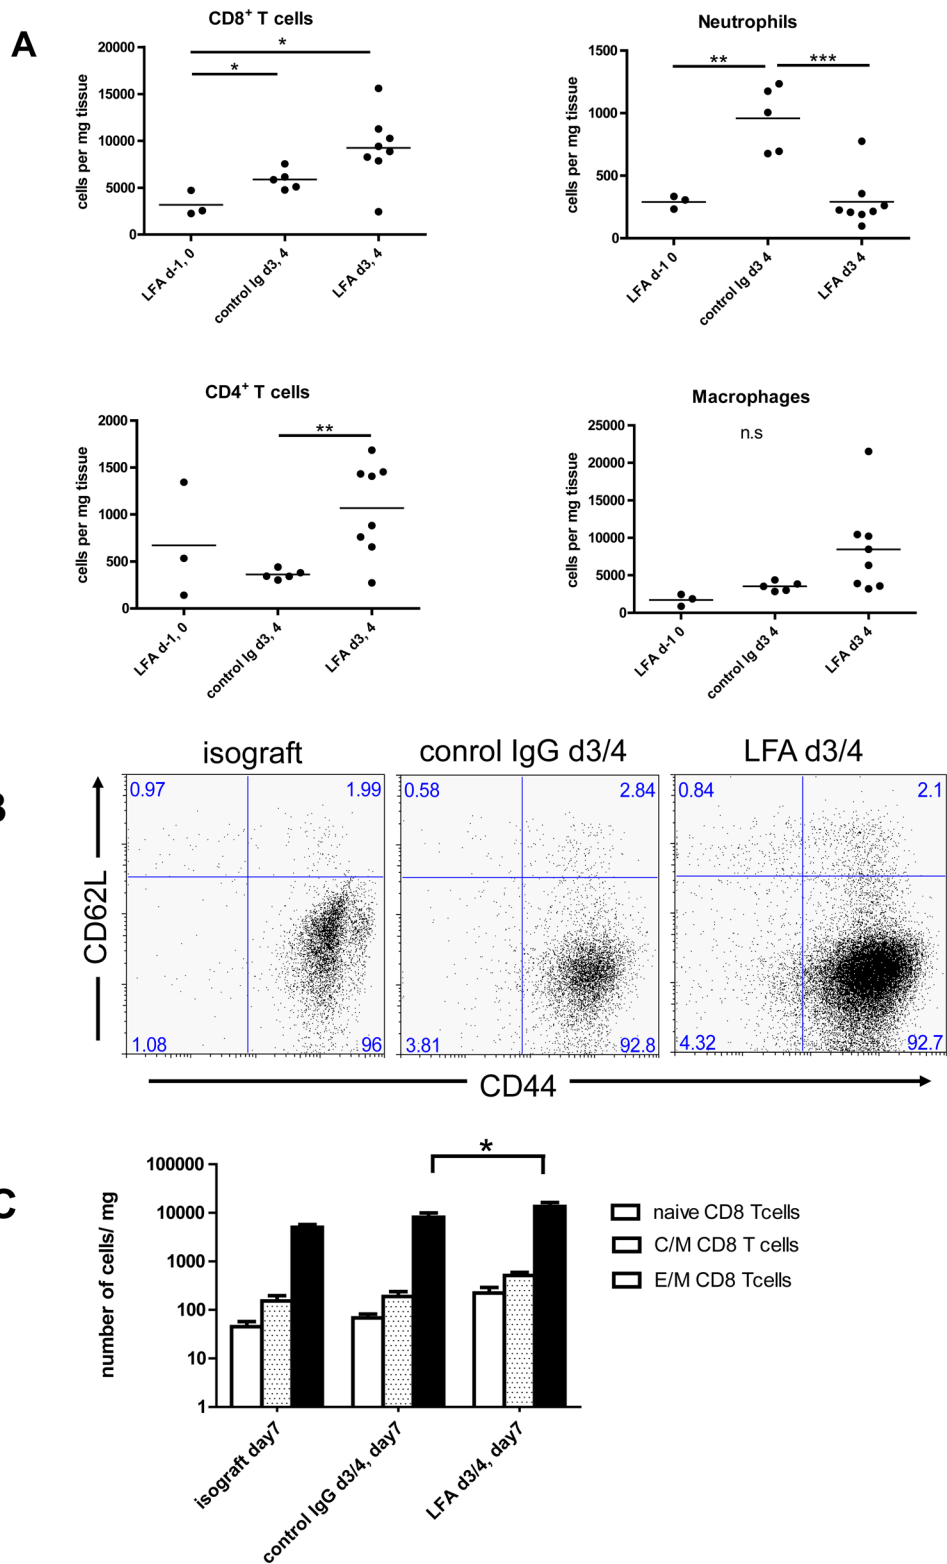 A
CD8+ T cells
cells per mg tissue
20000
15000
10000
5000
0
*
*
LFA d-1, 0
control Ig d3, 4
LFA d3, 4
Neutrophils
cells per mg tissue
1500
1000
500
0
**
***
LFA d-1 0
control Ig d3 4
LFA d3 4
CD4+ T cells
cells per mg tissue
2000
1500
1000
500
0
**
LFA d-1, 0
control Ig d3, 4
LFA d3, 4
Macrophages
cells per mg tissue
25000
20000
15000
10000
5000
0
n.s
LFA d-1 0
control Ig d3 4
LFA d3 4
B
isograft
conrol IgG d3/4
LFA d3/4
CD62L
0.97
1.99
1.08
96
0.58
2.84
3.81
92.8
0.84
2.1
4.32
92.7
CD44
C
number of cells/ mg
100000
10000
1000
100
10
1
*
isograft day7
control IgG d3/4, day7
LFA d3/4, day7
naive CD8 Tcells
C/M CD8 T cells
E/M CD8 Tcells